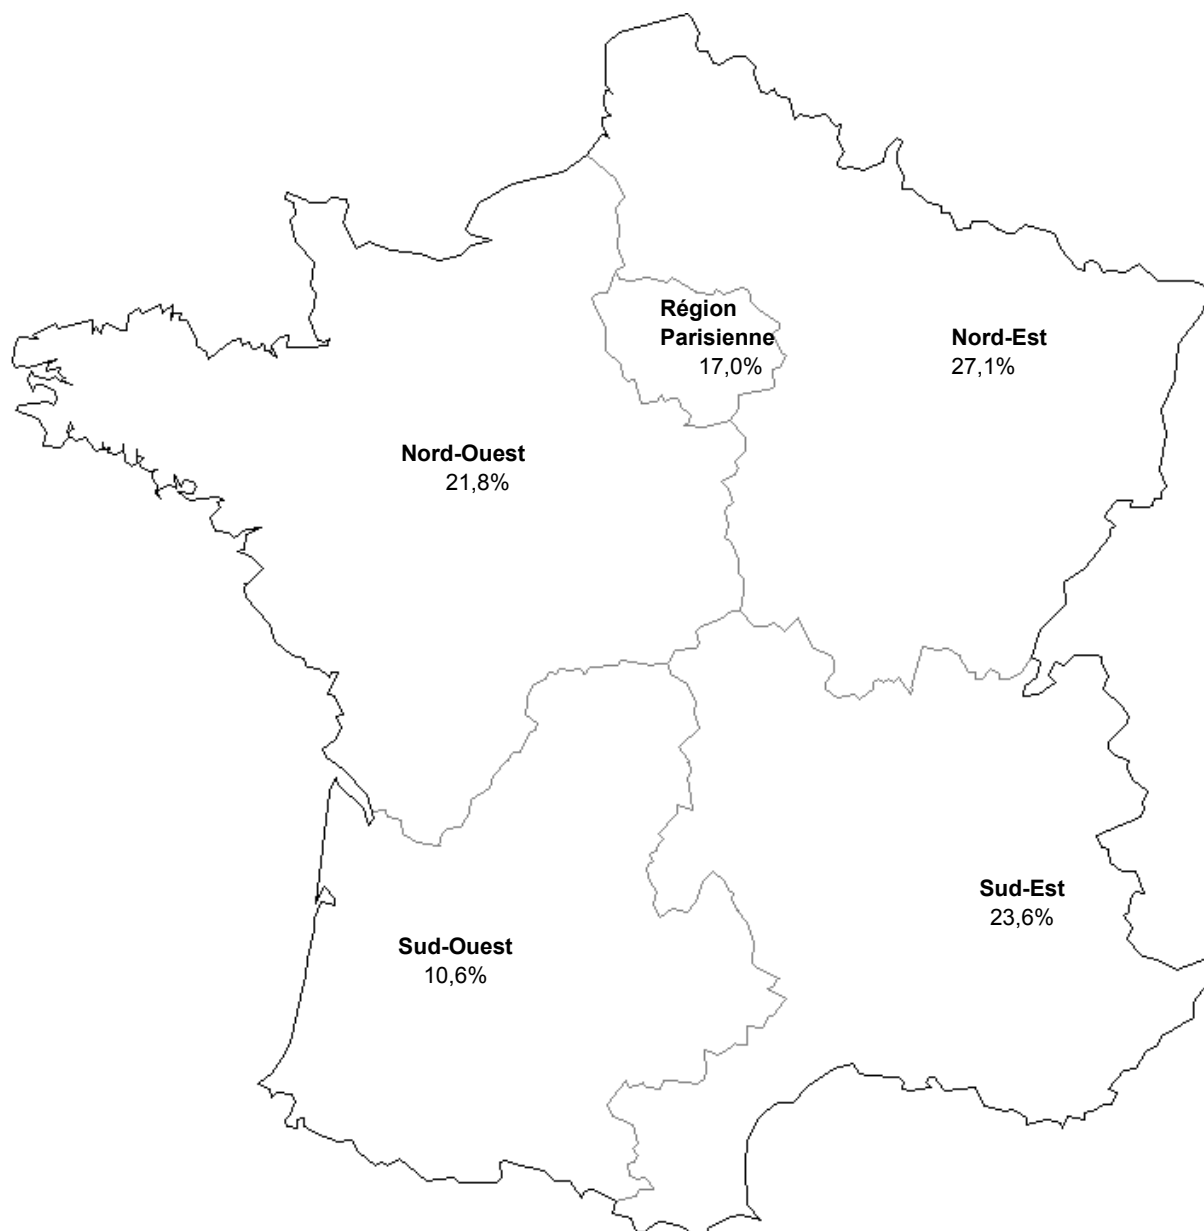 Région
Parisienne
17,0%
Nord-Est
27,1%
Nord-Ouest
21,8%
Sud-Est
23,6%
Sud-Ouest
10,6%